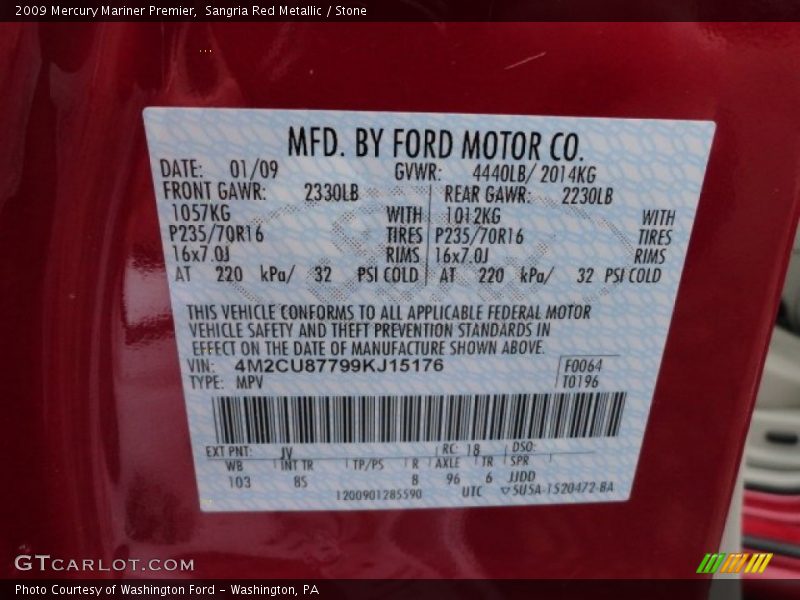 2009 Mercury Mariner Premier, Sangria Red Metallic / Stone
MFD. BY FORD MOTOR CO.
DATE: 01/09 GVWR: 4440LB/ 2014KG
FRONT GAWR: 2330LB REAR GAWR: 2230LB
1057KG WITH 1012KG WITH
P235/70R16 TIRES P235/70R16 TIRES
16x7.0J RIMS 16x7.0J RIMS
AT 220 kPa/ 32 PSI COLD AT 220 kPa/ 32 PSI COLD
THIS VEHICLE CONFORMS TO ALL APPLICABLE FEDERAL MOTOR
VEHICLE SAFETY AND THEFT PREVENTION STANDARDS IN
EFFECT ON THE DATE OF MANUFACTURE SHOWN ABOVE.
VIN: 4M2CU87799KJ15176 F0064
TYPE: MPV T0196
EXT PNT: JV RC: 18 DSO:
WB INT TR TP/PS R AXLE TR SPR
103 85 8 96 6 JJDD
1200901285590 UTC ▽5U5A-1520472-BA
GTCARLOT.COM
Photo Courtesy of Washington Ford - Washington, PA